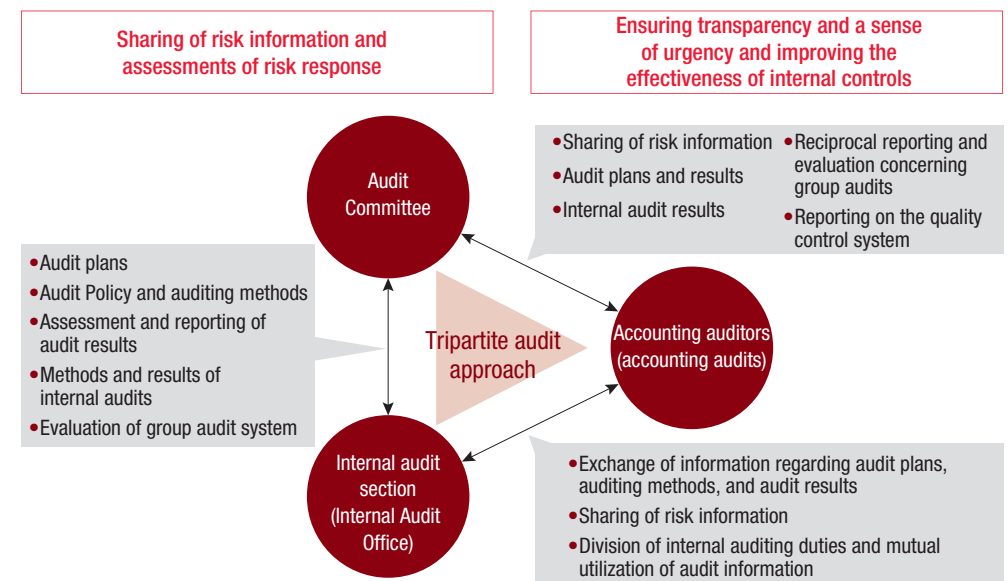 Sharing of risk information and
assessments of risk response
Ensuring transparency and a sense
of urgency and improving the
effectiveness of internal controls
•Sharing of risk information
•Audit plans and results
•Internal audit results
•Reciprocal reporting and
evaluation concerning
group audits
•Reporting on the quality
control system
Audit
Committee
•Audit plans
•Audit Policy and auditing methods
•Assessment and reporting of
audit results
•Methods and results of
internal audits
•Evaluation of group audit system
Tripartite audit
approach
Accounting auditors
(accounting audits)
Internal audit
section
(Internal Audit
Office)
•Exchange of information regarding audit plans,
auditing methods, and audit results
•Sharing of risk information
•Division of internal auditing duties and mutual
utilization of audit information